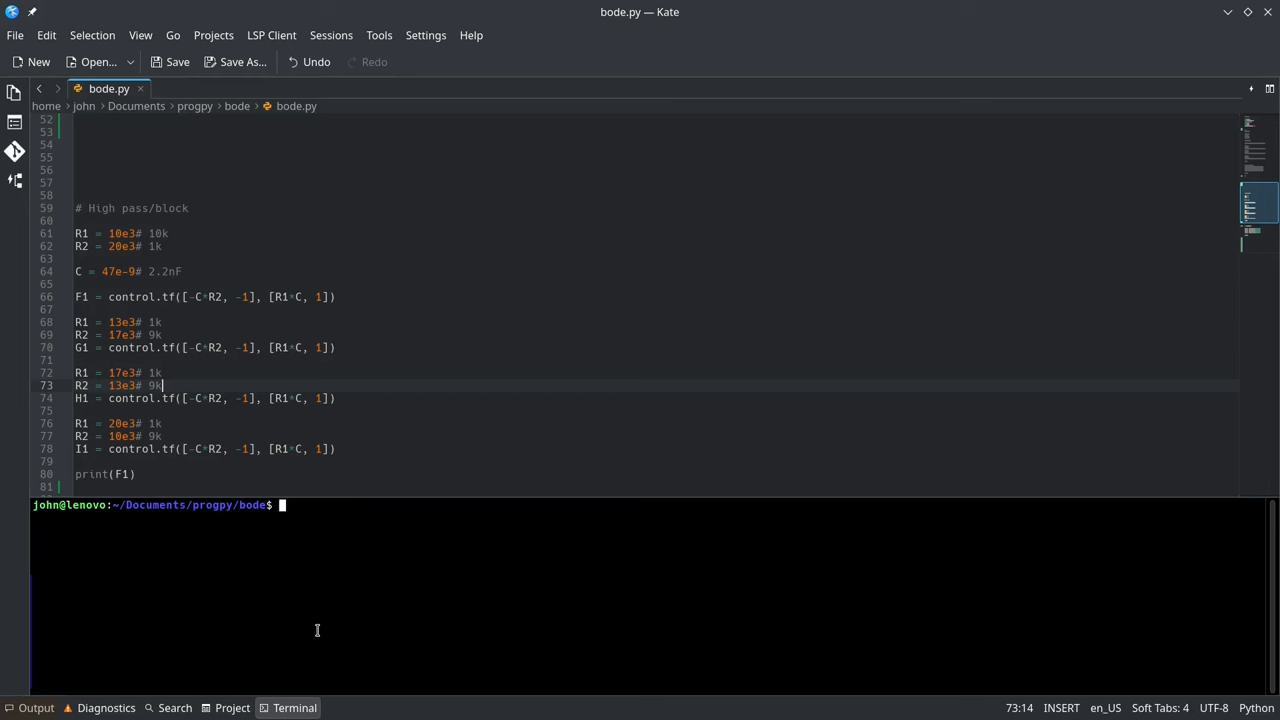 bode.py — Kate
File Edit Selection View Go Projects LSP Client Sessions Tools Settings Help
New Open... Save Save As... Undo Redo
bode.py
home john Documents progpy bode bode.py
52
53
54
55
56
57
58
59 # High pass/block
60
61 R1 = 10e3# 10k
62 R2 = 20e3# 1k
63
64 C = 47e-9# 2.2nF
65
66 F1 = control.tf([-C*R2, -1], [R1*C, 1])
67
68 R1 = 13e3# 1k
69 R2 = 17e3# 9k
70 G1 = control.tf([-C*R2, -1], [R1*C, 1])
71
72 R1 = 17e3# 1k
73 R2 = 13e3# 9k
74 H1 = control.tf([-C*R2, -1], [R1*C, 1])
75
76 R1 = 20e3# 1k
77 R2 = 10e3# 9k
78 I1 = control.tf([-C*R2, -1], [R1*C, 1])
79
80 print(F1)
81
john@lenovo:~/Documents/progpy/bode$
Output Diagnostics Search Project Terminal 73:14 INSERT en_US Soft Tabs: 4 UTF-8 Python